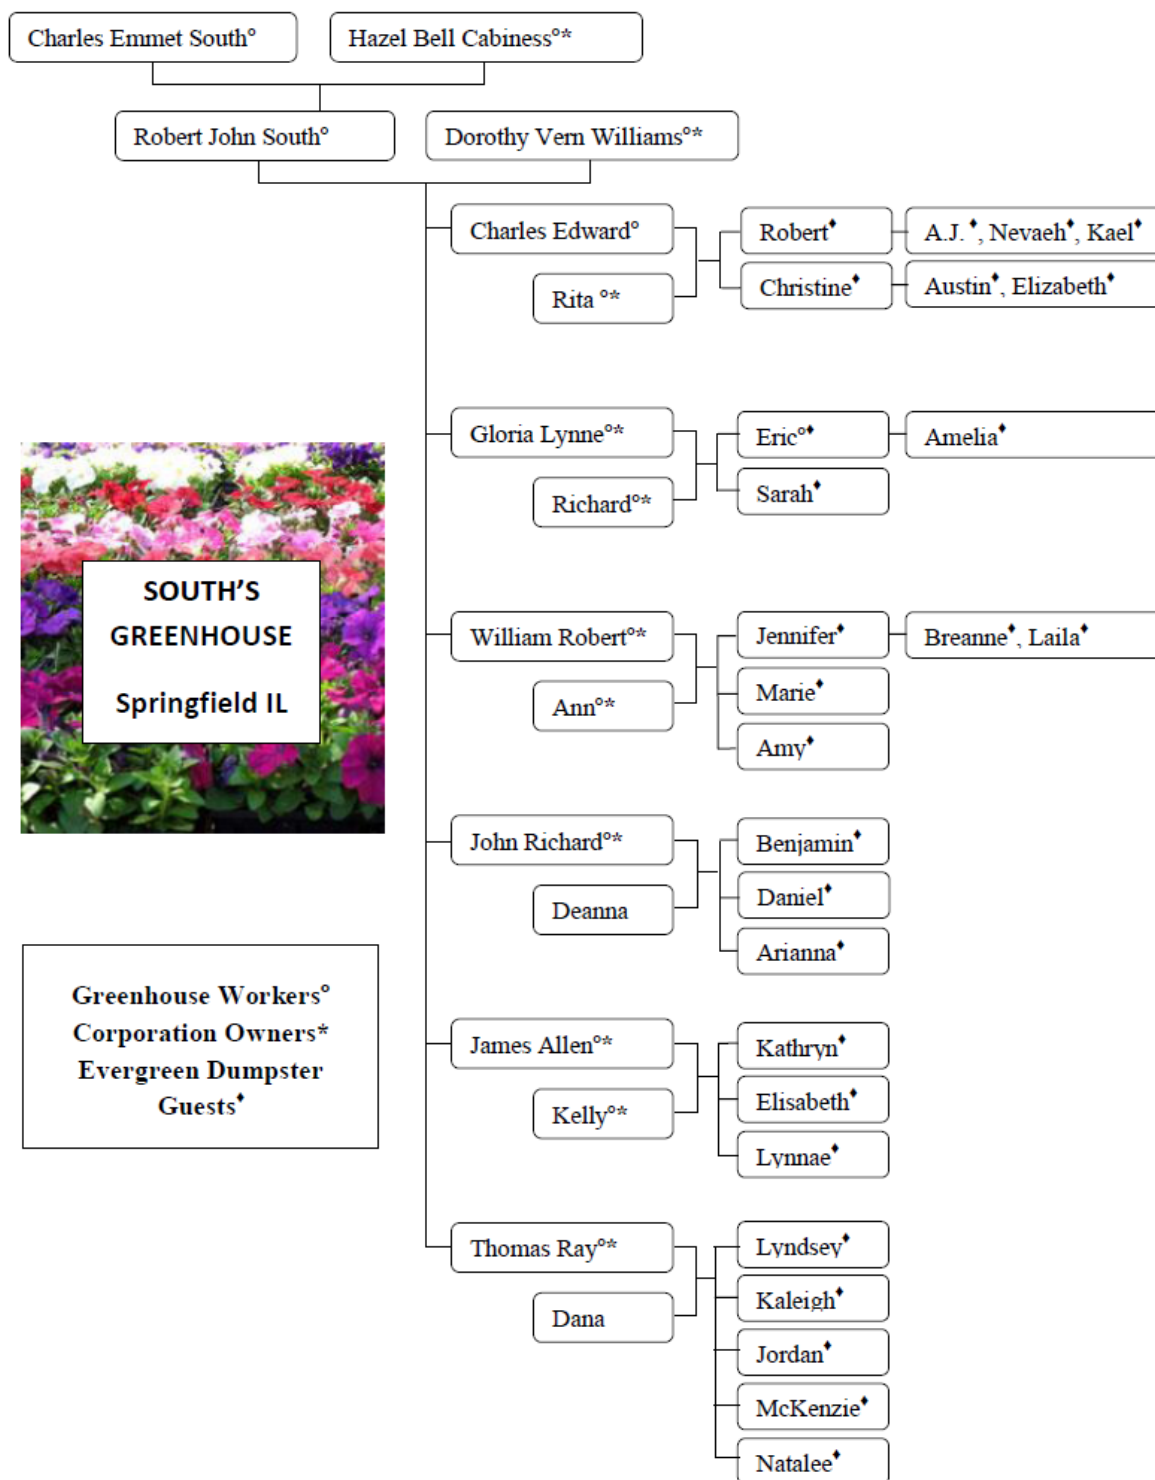 Charles Emmet South°
Hazel Bell Cabiness°*
Robert John South°
Dorothy Vern Williams°*
Charles Edward°
Rita °*
Robert♦
A.J. ♦, Nevaeh♦, Kael♦
Christine♦
Austin♦, Elizabeth♦
Gloria Lynne°*
Richard°*
Eric°♦
Amelia♦
Sarah♦
William Robert°*
Ann°*
Jennifer♦
Breanne♦, Laila♦
Marie♦
Amy♦
John Richard°*
Deanna
Benjamin♦
Daniel♦
Arianna♦
James Allen°*
Kelly°*
Kathryn♦
Elisabeth♦
Lynnae♦
Thomas Ray°*
Dana
Lyndsey♦
Kaleigh♦
Jordan♦
McKenzie♦
Natalee♦
SOUTH'S
GREENHOUSE
Springfield IL
Greenhouse Workers°
Corporation Owners*
Evergreen Dumpster
Guests♦